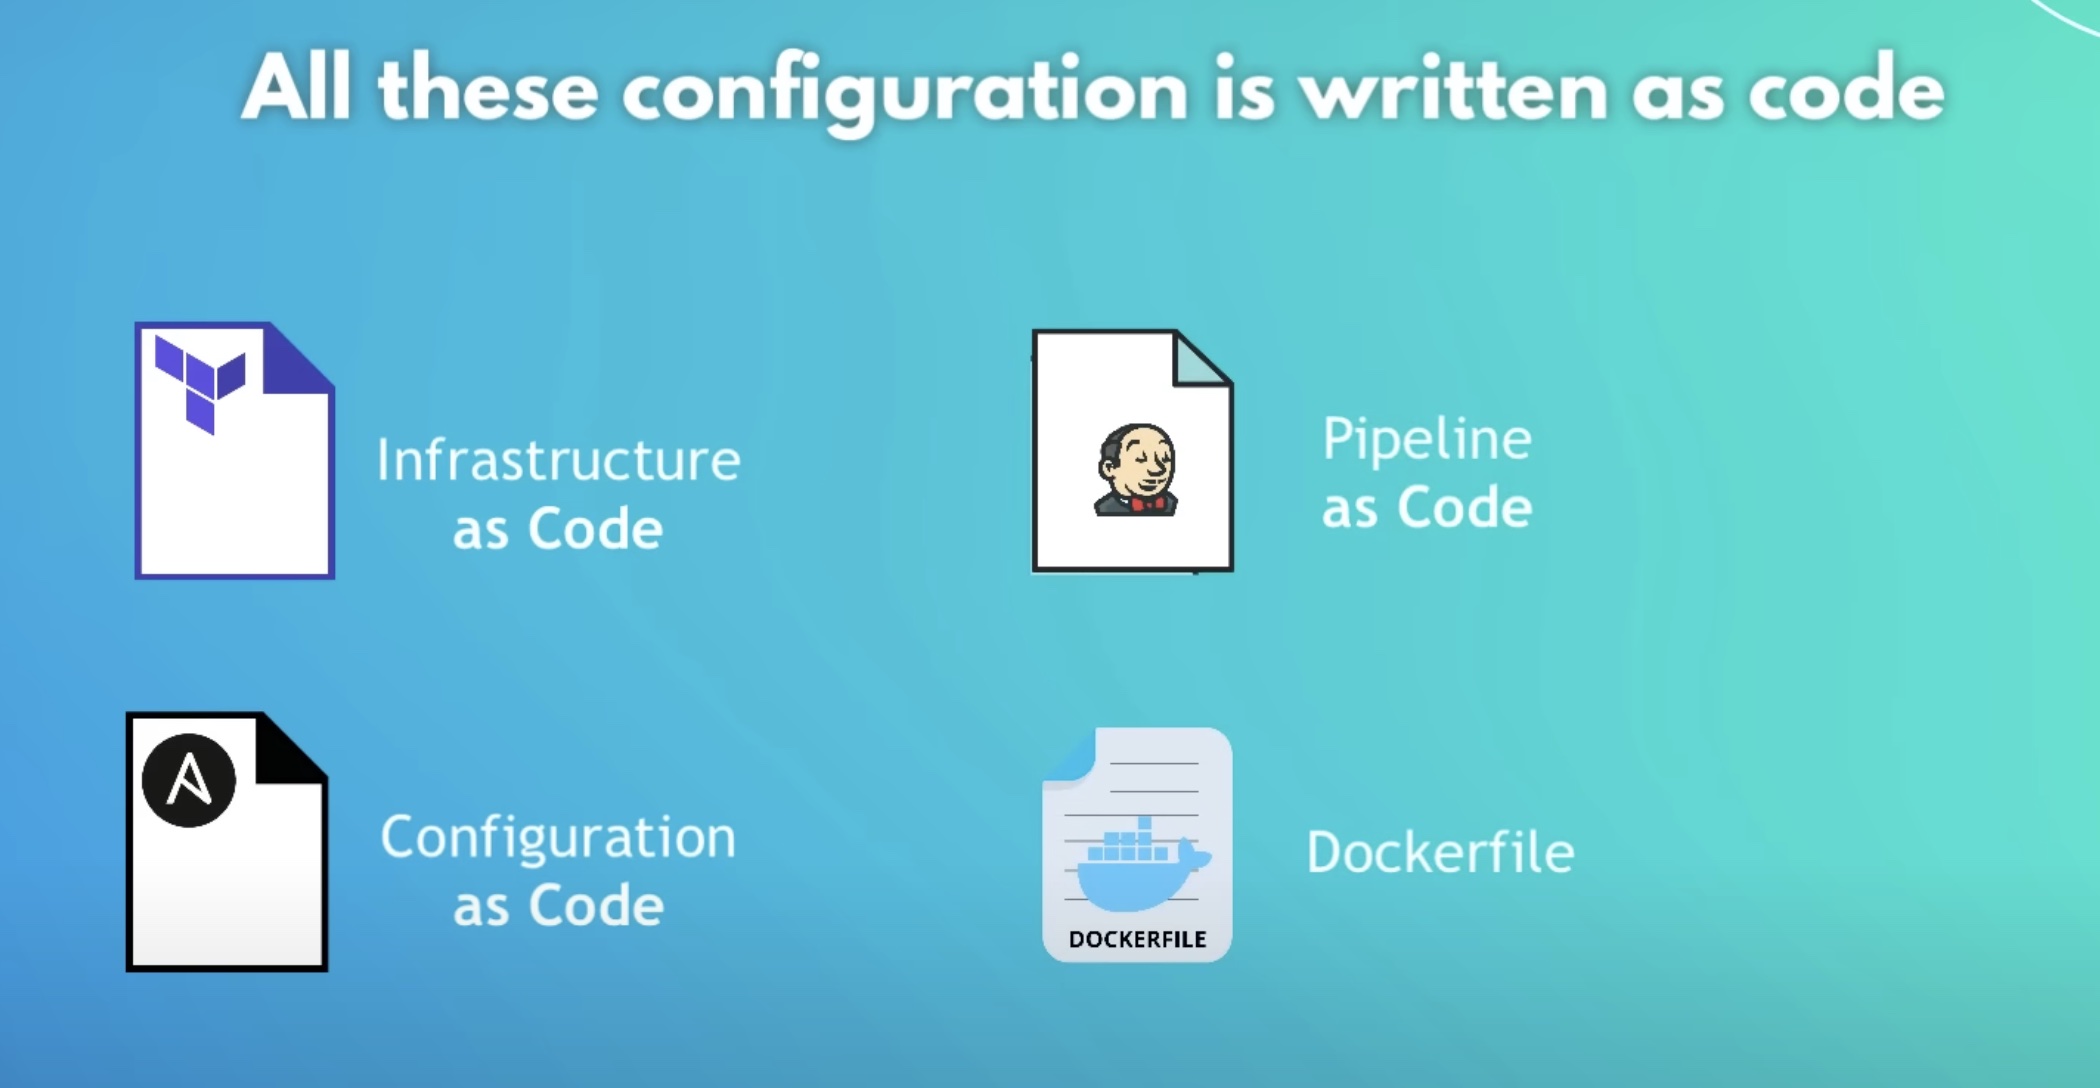 All these configuration is written as code
Infrastructure
as Code
Pipeline
as Code
Configuration
as Code
Dockerfile
DOCKERFILE